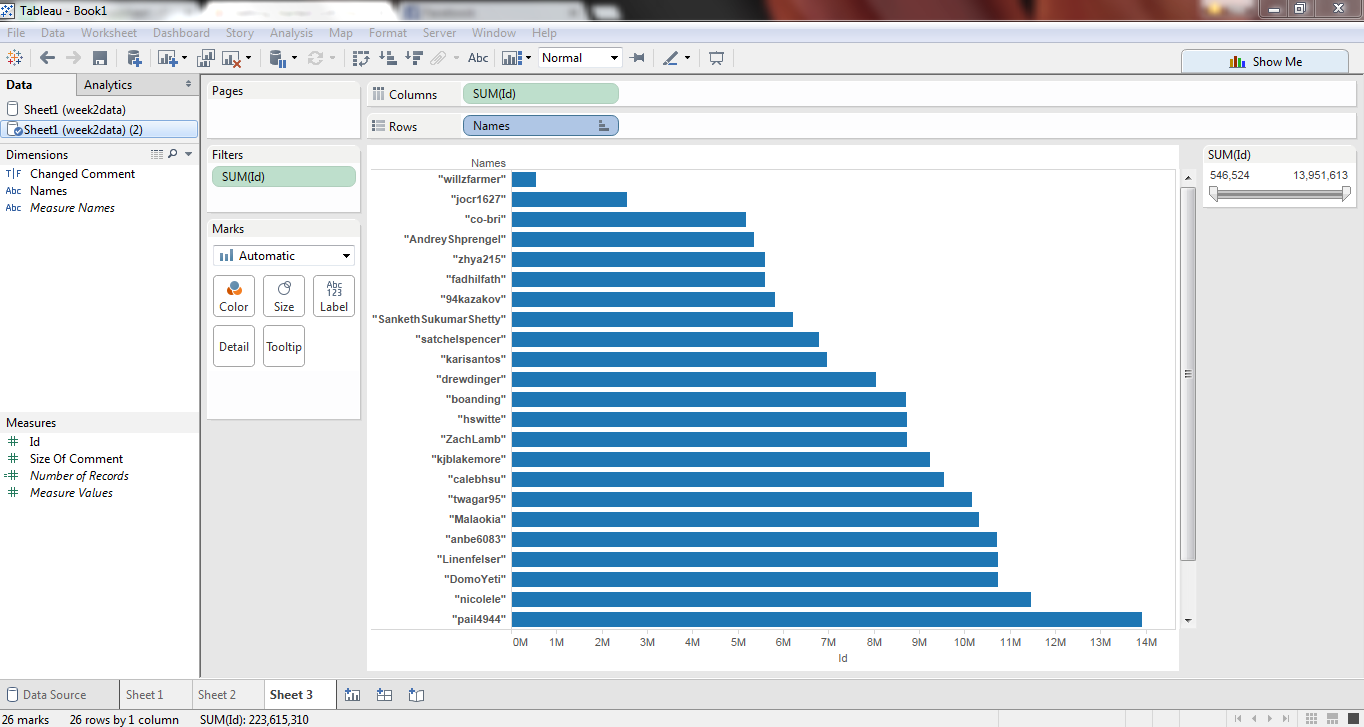 Tableau - Book1
File Data Worksheet Dashboard Story Analysis Map Format Server Window Help
Abc Normal Show Me
Data Analytics
Sheet1 (week2data)
Sheet1 (week2data) (2)
Dimensions
T|F Changed Comment
Abc Names
Abc Measure Names
Measures
# Id
# Size Of Comment
=# Number of Records
# Measure Values
Pages
Filters
SUM(Id)
Marks
Automatic
Color Size Abc 123 Label
Detail Tooltip
Columns SUM(Id)
Rows Names
Names
"willzfarmer"
"jocr1627"
"co-bri"
"AndreyShprengel"
"zhya215"
"fadhilfath"
"94kazakov"
"SankethSukumarShetty"
"satchelspencer"
"karisantos"
"drewdinger"
"boanding"
"hswitte"
"ZachLamb"
"kjblakemore"
"calebhsu"
"twagar95"
"Malaokia"
"anbe6083"
"Linenfelser"
"DomoYeti"
"nicolele"
"pail4944"
0M 1M 2M 3M 4M 5M 6M 7M 8M 9M 10M 11M 12M 13M 14M
Id
SUM(Id)
546,524 13,951,613
Data Source Sheet 1 Sheet 2 Sheet 3
26 marks 26 rows by 1 column SUM(Id): 223,615,310